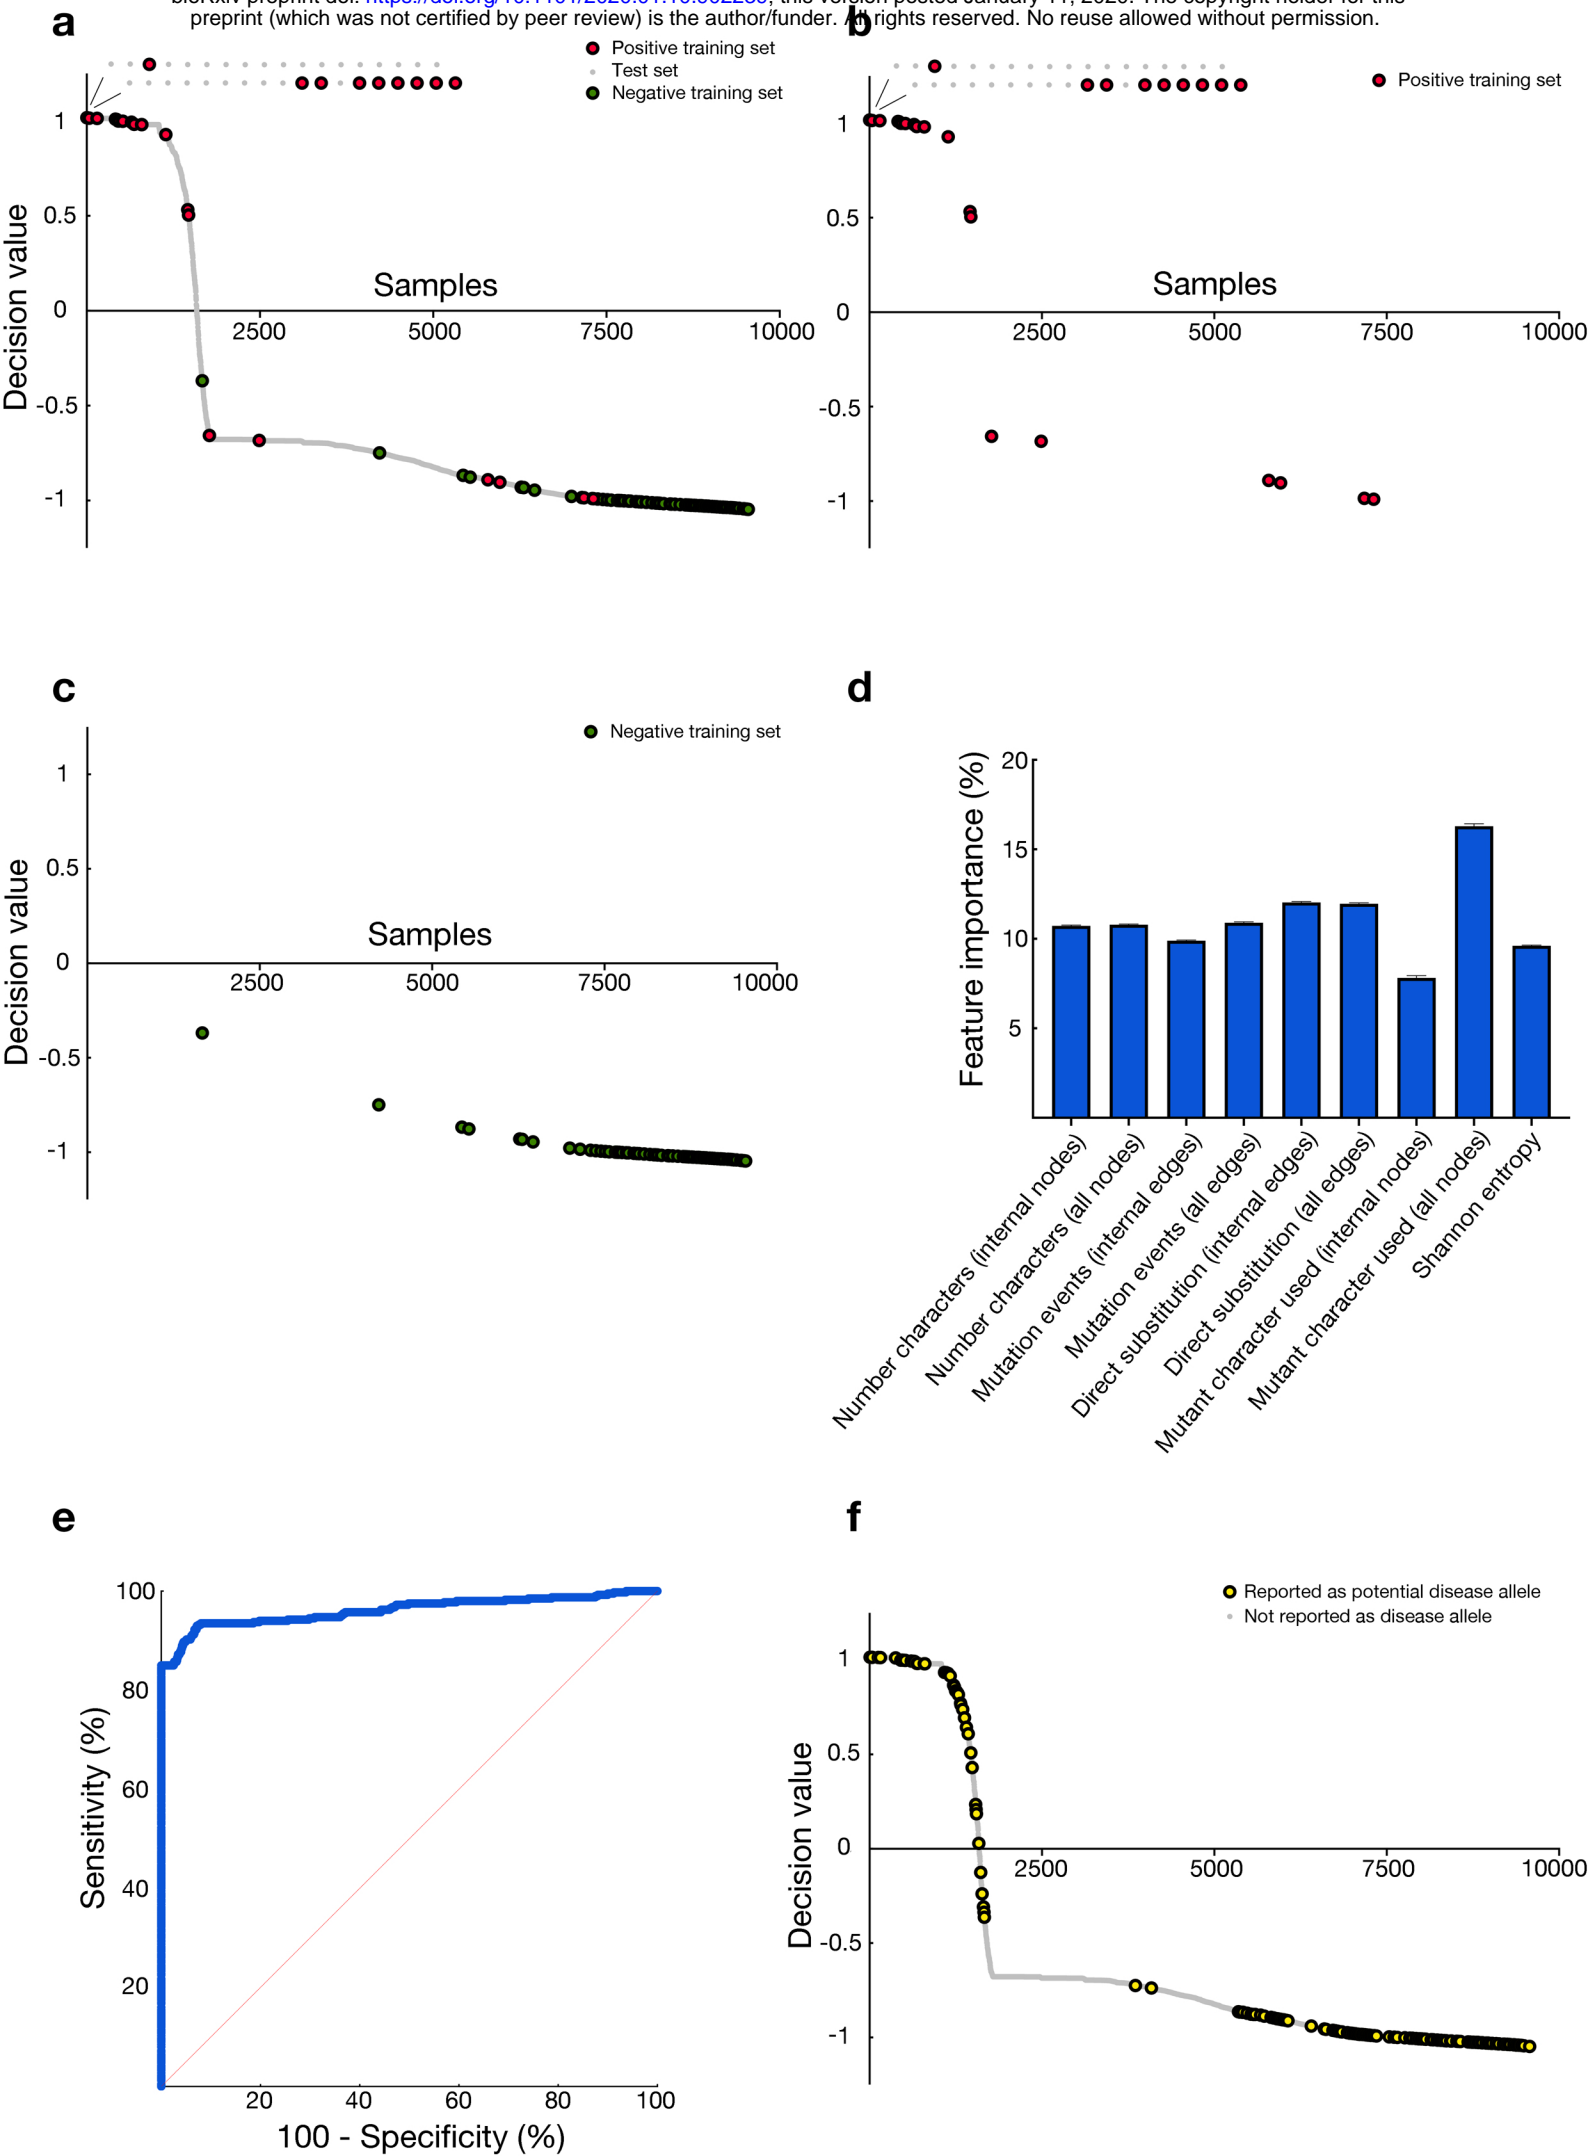 preprint (which was not certified by peer review) is the author/funder. All rights reserved. No reuse allowed without permission.
a
Positive training set
Test set
Negative training set
1
0.5
0
-0.5
-1
Decision value
Samples
2500
5000
7500
10000
b
Positive training set
1
0.5
0
-0.5
-1
Samples
2500
5000
7500
10000
c
Negative training set
1
0.5
0
-0.5
-1
Decision value
Samples
2500
5000
7500
10000
d
20
15
10
5
Feature importance (%)
Number characters (internal nodes)
Number characters (all nodes)
Mutation events (internal edges)
Mutation events (all edges)
Direct substitution (internal edges)
Direct substitution (all edges)
Mutant character used (internal nodes)
Mutant character used (all nodes)
Shannon entropy
e
100
80
60
40
20
Sensitivity (%)
20
40
60
80
100
100 - Specificity (%)
f
Reported as potential disease allele
Not reported as disease allele
1
0.5
0
-0.5
-1
Decision value
2500
5000
7500
10000